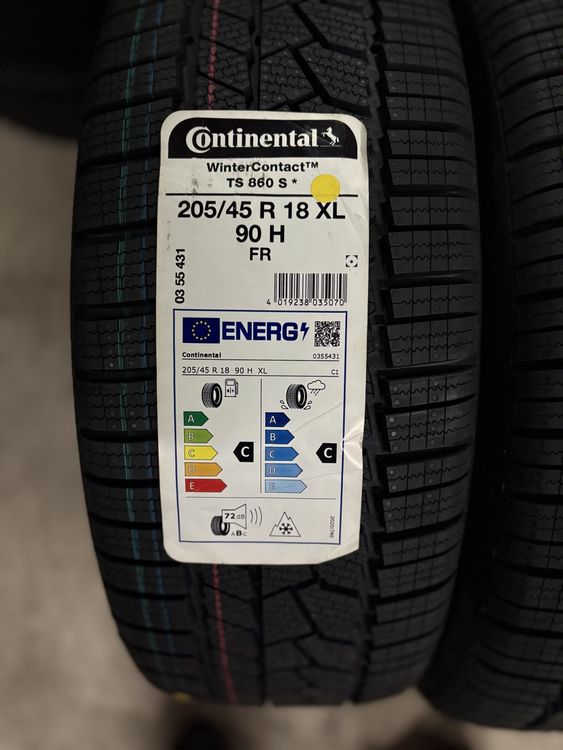 Continental
WinterContact™
TS 860 S *
205/45 R 18 XL
90 H
FR
03 55 431
4 019238 035070
ENERG
Continental 0355431
205/45 R 18 90 H XL C1
A A
B B
C C C C
D D
E E
72 dB
ABC
2020/740